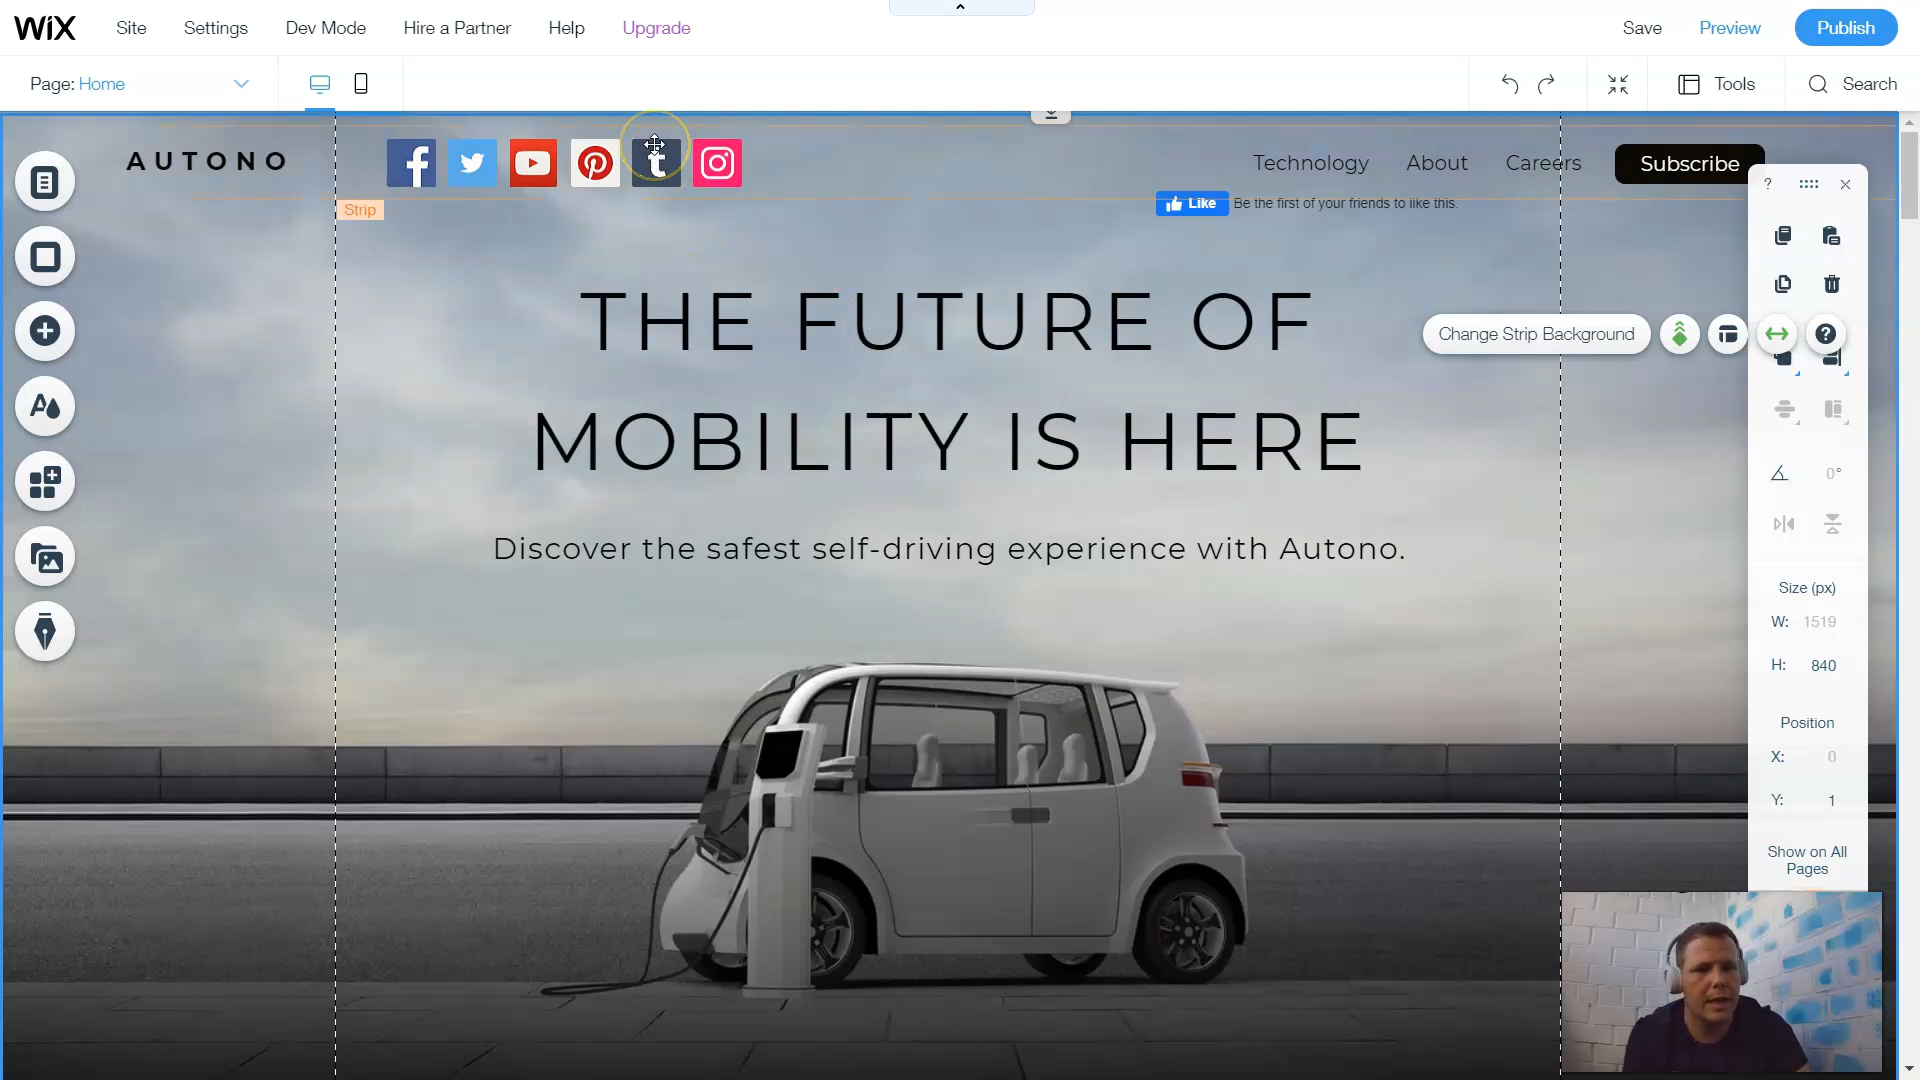 WiX Site Settings Dev Mode Hire a Partner Help Upgrade Save Preview Publish
Page: Home Tools Search
AUTONO f t Technology About Careers Subscribe
?
Strip
Like Be the first of your friends to like this.
THE FUTURE OF
MOBILITY IS HERE
Change Strip Background ?
Discover the safest self-driving experience with Autono.
0°
Size (px)
W: 1519
H: 840
Position
X: 0
Y: 1
Show on All
Pages